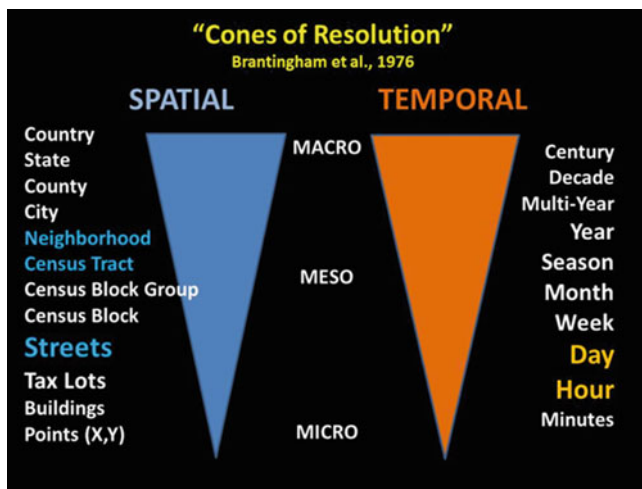 "Cones of Resolution"
Brantingham et al., 1976
SPATIAL
TEMPORAL
Country
State
County
City
Neighborhood
Census Tract
Census Block Group
Census Block
Streets
Tax Lots
Buildings
Points (X,Y)
MACRO
MESO
MICRO
Century
Decade
Multi-Year
Year
Season
Month
Week
Day
Hour
Minutes